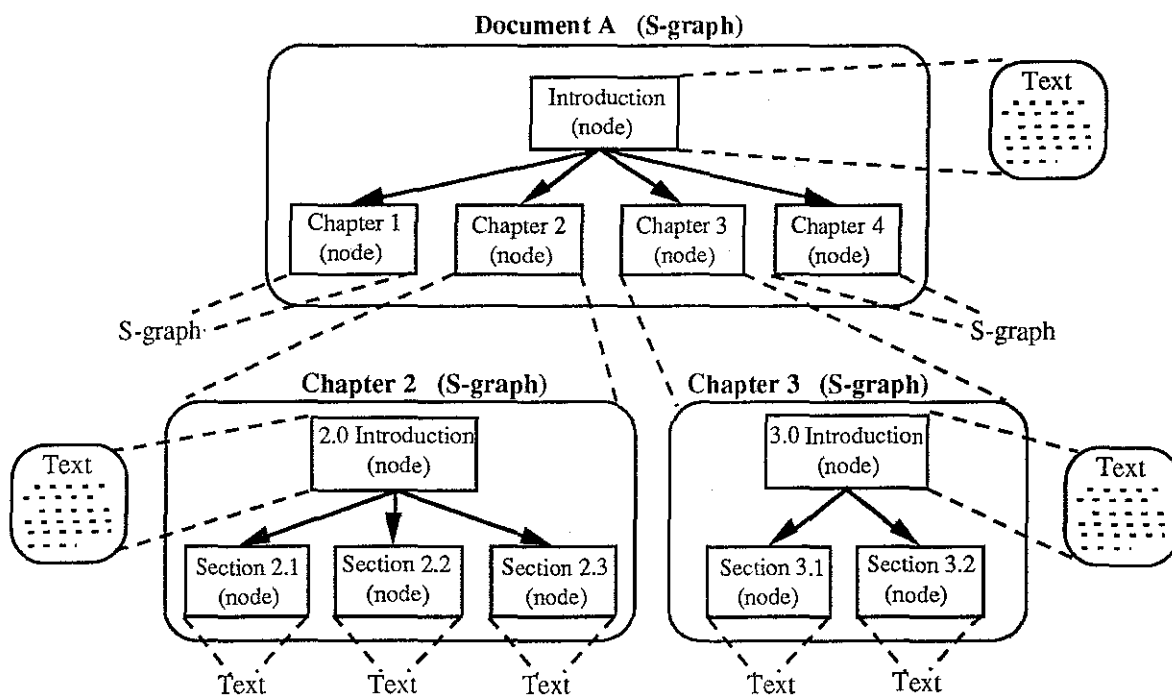 Document A (S-graph)
Introduction
(node)
Text
Chapter 1
(node)
Chapter 2
(node)
Chapter 3
(node)
Chapter 4
(node)
S-graph
S-graph
Chapter 2 (S-graph)
Chapter 3 (S-graph)
Text
2.0 Introduction
(node)
3.0 Introduction
(node)
Text
Section 2.1
(node)
Section 2.2
(node)
Section 2.3
(node)
Section 3.1
(node)
Section 3.2
(node)
Text
Text
Text
Text
Text